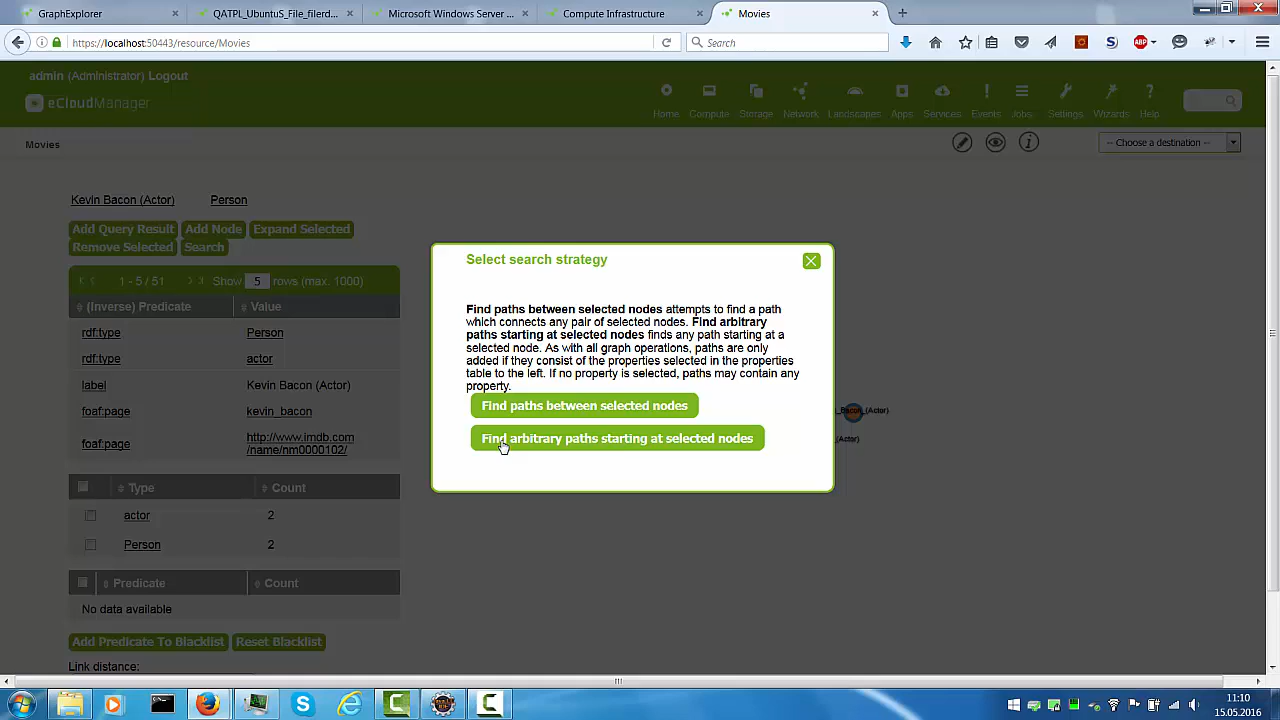 GraphExplorer
QATPL_UbuntuS_File_filerd...
Microsoft Windows Server ...
Compute Infrastructure
Movies
https://localhost:50443/resource/Movies
Search
ABP
admin (Administrator) Logout
eCloudManager
Home
Compute
Storage
Network
Landscapes
Apps
Services
Events
Jobs
Settings
Wizards
Help
Movies
-- Choose a destination --
Kevin Bacon (Actor)
Person
Add Query Result
Add Node
Expand Selected
Remove Selected
Search
1 - 5 / 51
Show 5 rows (max. 1000)
(Inverse) Predicate
Value
rdf:type
Person
rdf:type
actor
label
Kevin Bacon (Actor)
foaf:page
kevin_bacon
foaf:page
http://www.imdb.com
/name/nm0000102/
Type
Count
actor
2
Person
2
Predicate
Count
No data available
Add Predicate To Blacklist
Reset Blacklist
Link distance:
Select search strategy
Find paths between selected nodes attempts to find a path
which connects any pair of selected nodes. Find arbitrary
paths starting at selected nodes finds any path starting at a
selected node. As with all graph operations, paths are only
added if they consist of the properties selected in the properties
table to the left. If no property is selected, paths may contain any
property.
Find paths between selected nodes
Find arbitrary paths starting at selected nodes
(Actor)
(Actor)
11:10
15.05.2016